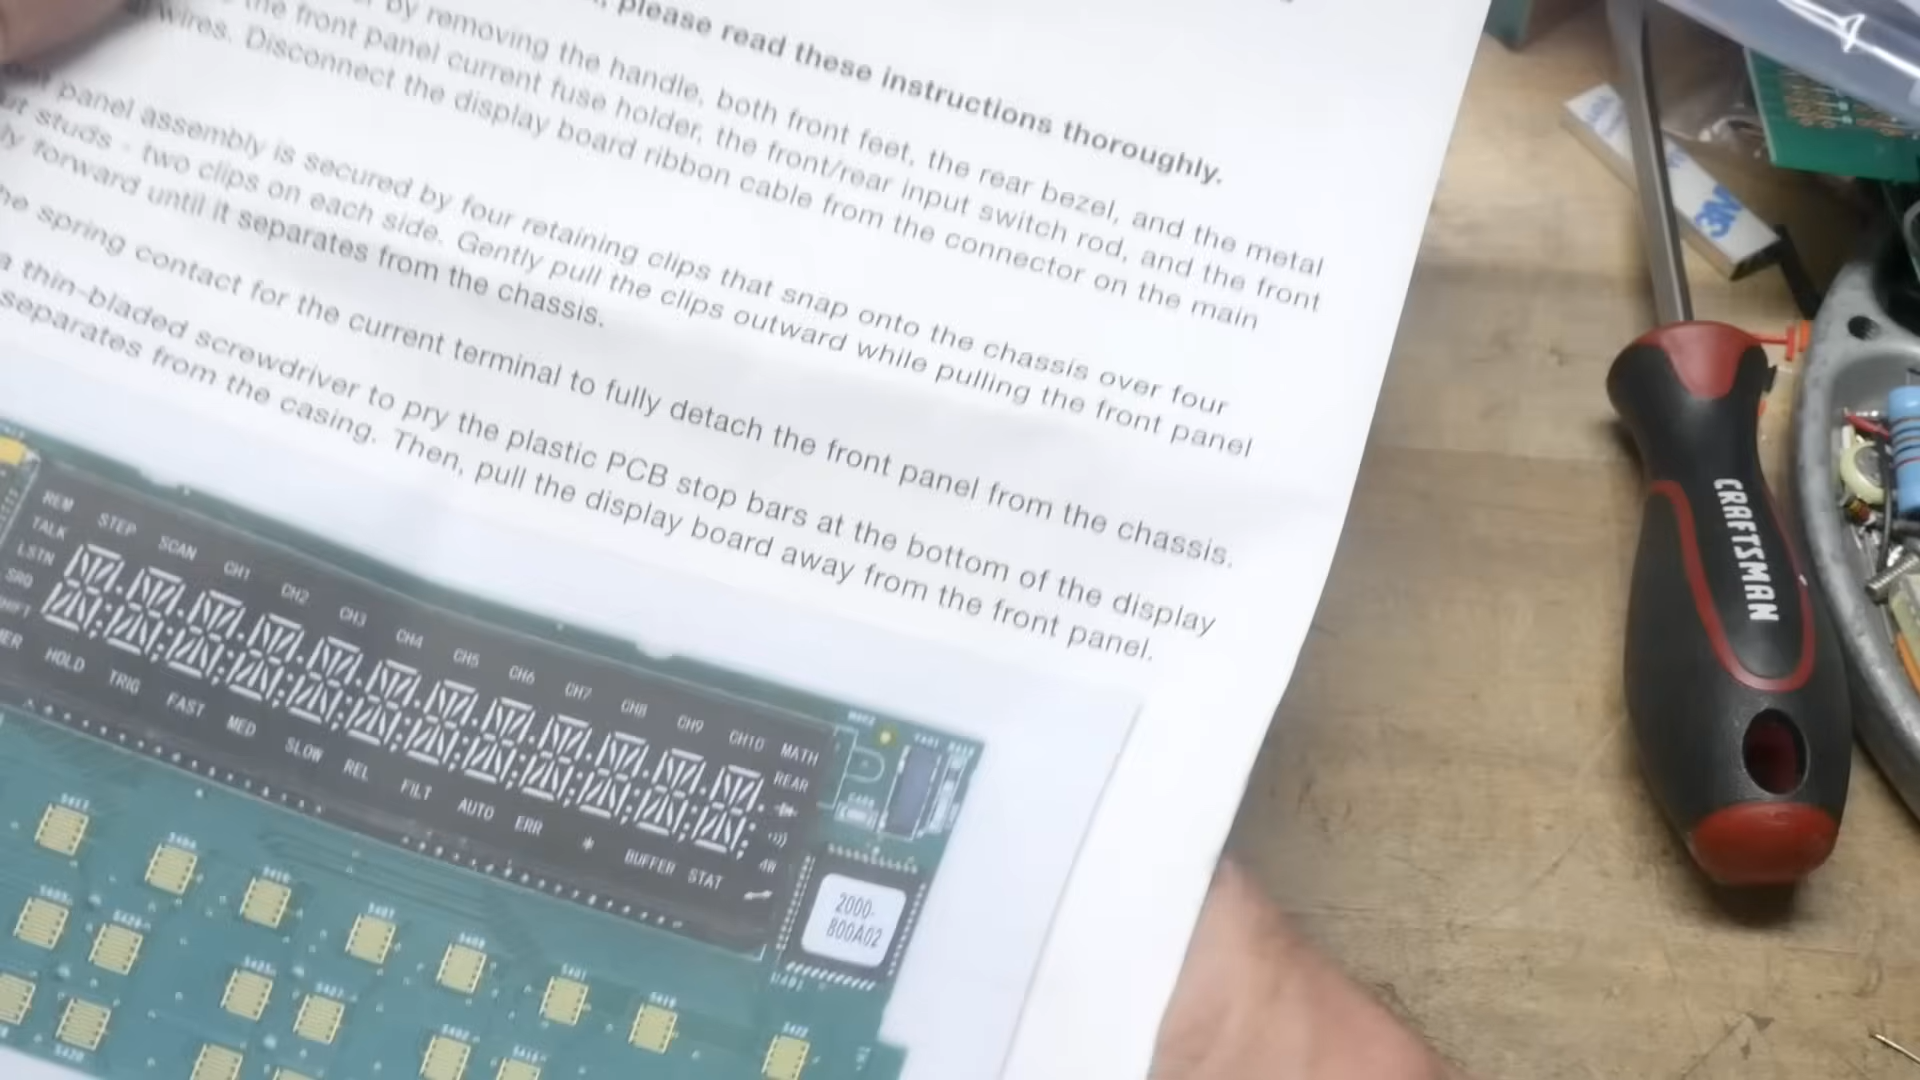 please read these instructions thoroughly.
by removing the handle, both front feet, the rear bezel, and the metal
the front panel current fuse holder, the front/rear input switch rod, and the front
wires. Disconnect the display board ribbon cable from the connector on the main
panel assembly is secured by four retaining clips that snap onto the chassis over four
studs - two clips on each side. Gently pull the clips outward while pulling the front panel
forward until it separates from the chassis.
spring contact for the current terminal to fully detach the front panel from the chassis.
a thin-bladed screwdriver to pry the plastic PCB stop bars at the bottom of the display
separates from the casing. Then, pull the display board away from the front panel.
REM STEP SCAN CH1 CH2 CH3 CH4 CH5 CH6 CH7 CH8 CH9 CH10 MATH
TALK
LSTN
SRQ
REAR
4W
HOLD TRIG FAST MED SLOW REL FILT AUTO ERR * BUFFER STAT
2000-
800A02
3M
CRAFTSMAN